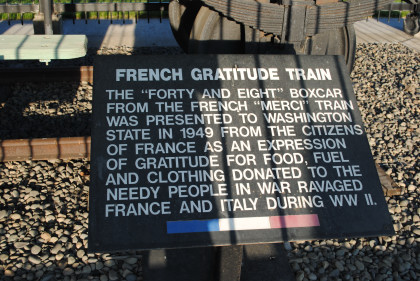 FRENCH GRATITUDE TRAIN
THE "FORTY AND EIGHT" BOXCAR
FROM THE FRENCH "MERCI" TRAIN
WAS PRESENTED TO WASHINGTON
STATE IN 1949 FROM THE CITIZENS
OF FRANCE AS AN EXPRESSION
OF GRATITUDE FOR FOOD, FUEL
AND CLOTHING DONATED TO THE
NEEDY PEOPLE IN WAR RAVAGED
FRANCE AND ITALY DURING WW II.